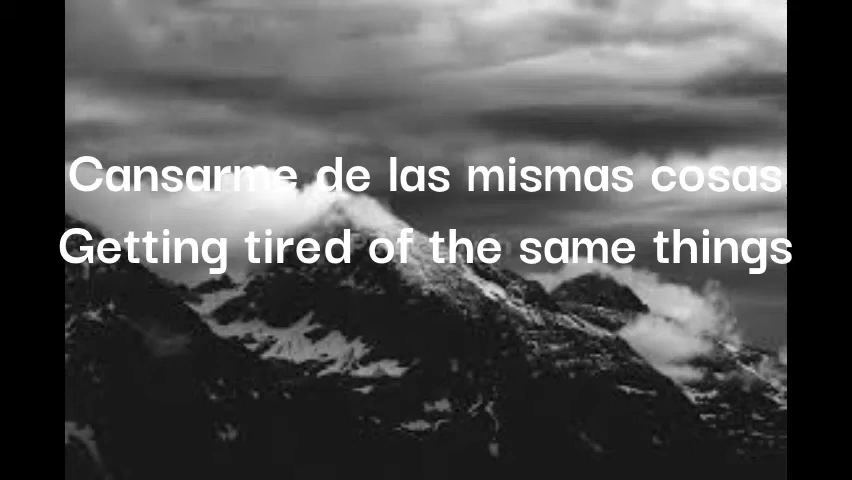 Cansarme de las mismas cosas
Getting tired of the same things